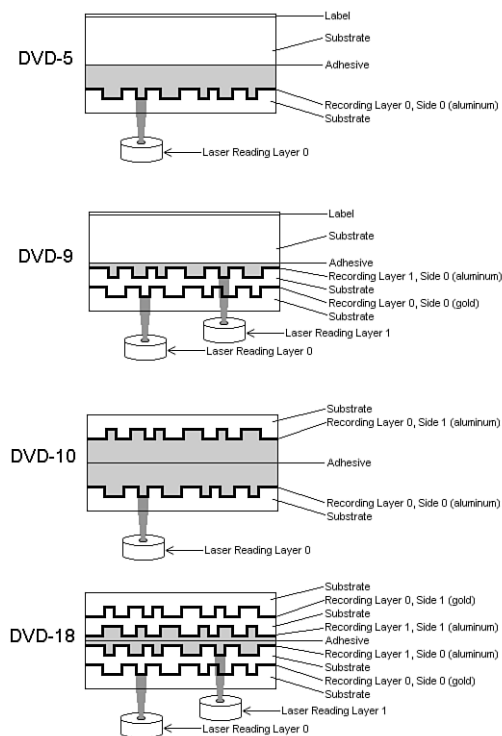 Label
Substrate
DVD-5
Adhesive
Recording Layer 0, Side 0 (aluminum)
Substrate
Laser Reading Layer 0
Label
Substrate
DVD-9
Adhesive
Recording Layer 1, Side 0 (aluminum)
Substrate
Recording Layer 0, Side 0 (gold)
Substrate
Laser Reading Layer 1
Laser Reading Layer 0
Substrate
Recording Layer 0, Side 1 (aluminum)
DVD-10
Adhesive
Recording Layer 0, Side 0 (aluminum)
Substrate
Laser Reading Layer 0
Substrate
Recording Layer 0, Side 1 (gold)
Substrate
DVD-18
Recording Layer 1, Side 1 (aluminum)
Adhesive
Recording Layer 1, Side 0 (aluminum)
Substrate
Recording Layer 0, Side 0 (gold)
Substrate
Laser Reading Layer 1
Laser Reading Layer 0